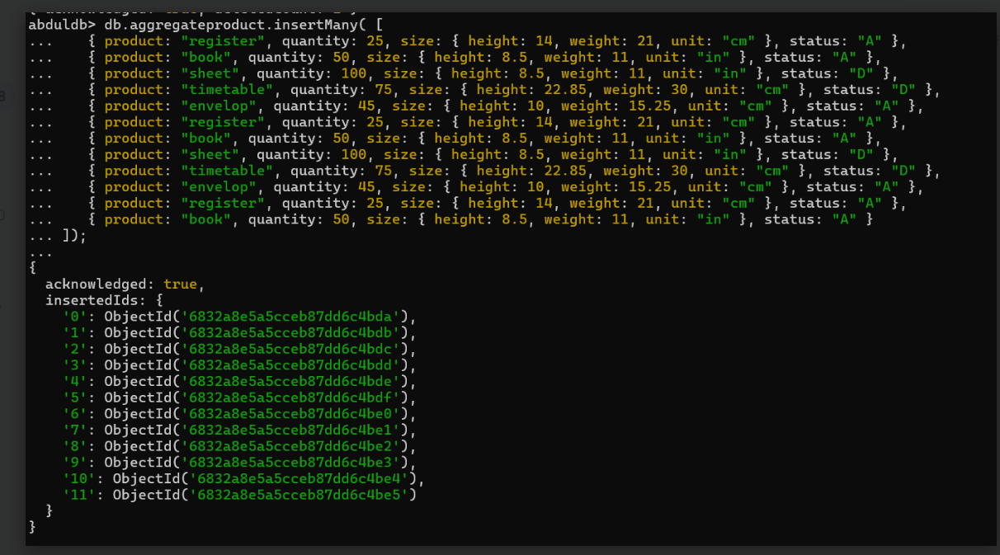 abduldb> db.aggregateproduct.insertMany( [
...    { product: "register", quantity: 25, size: { height: 14, weight: 21, unit: "cm" }, status: "A" },
...    { product: "book", quantity: 50, size: { height: 8.5, weight: 11, unit: "in" }, status: "A" },
...    { product: "sheet", quantity: 100, size: { height: 8.5, weight: 11, unit: "in" }, status: "D" },
...    { product: "timetable", quantity: 75, size: { height: 22.85, weight: 30, unit: "cm" }, status: "D" },
...    { product: "envelop", quantity: 45, size: { height: 10, weight: 15.25, unit: "cm" }, status: "A" },
...    { product: "register", quantity: 25, size: { height: 14, weight: 21, unit: "cm" }, status: "A" },
...    { product: "book", quantity: 50, size: { height: 8.5, weight: 11, unit: "in" }, status: "A" },
...    { product: "sheet", quantity: 100, size: { height: 8.5, weight: 11, unit: "in" }, status: "D" },
...    { product: "timetable", quantity: 75, size: { height: 22.85, weight: 30, unit: "cm" }, status: "D" },
...    { product: "envelop", quantity: 45, size: { height: 10, weight: 15.25, unit: "cm" }, status: "A" },
...    { product: "register", quantity: 25, size: { height: 14, weight: 21, unit: "cm" }, status: "A" },
...    { product: "book", quantity: 50, size: { height: 8.5, weight: 11, unit: "in" }, status: "A" }
... ]);
...
{
  acknowledged: true,
  insertedIds: {
    '0': ObjectId('6832a8e5a5cceb87dd6c4bda'),
    '1': ObjectId('6832a8e5a5cceb87dd6c4bdb'),
    '2': ObjectId('6832a8e5a5cceb87dd6c4bdc'),
    '3': ObjectId('6832a8e5a5cceb87dd6c4bdd'),
    '4': ObjectId('6832a8e5a5cceb87dd6c4bde'),
    '5': ObjectId('6832a8e5a5cceb87dd6c4bdf'),
    '6': ObjectId('6832a8e5a5cceb87dd6c4be0'),
    '7': ObjectId('6832a8e5a5cceb87dd6c4be1'),
    '8': ObjectId('6832a8e5a5cceb87dd6c4be2'),
    '9': ObjectId('6832a8e5a5cceb87dd6c4be3'),
    '10': ObjectId('6832a8e5a5cceb87dd6c4be4'),
    '11': ObjectId('6832a8e5a5cceb87dd6c4be5')
  }
}